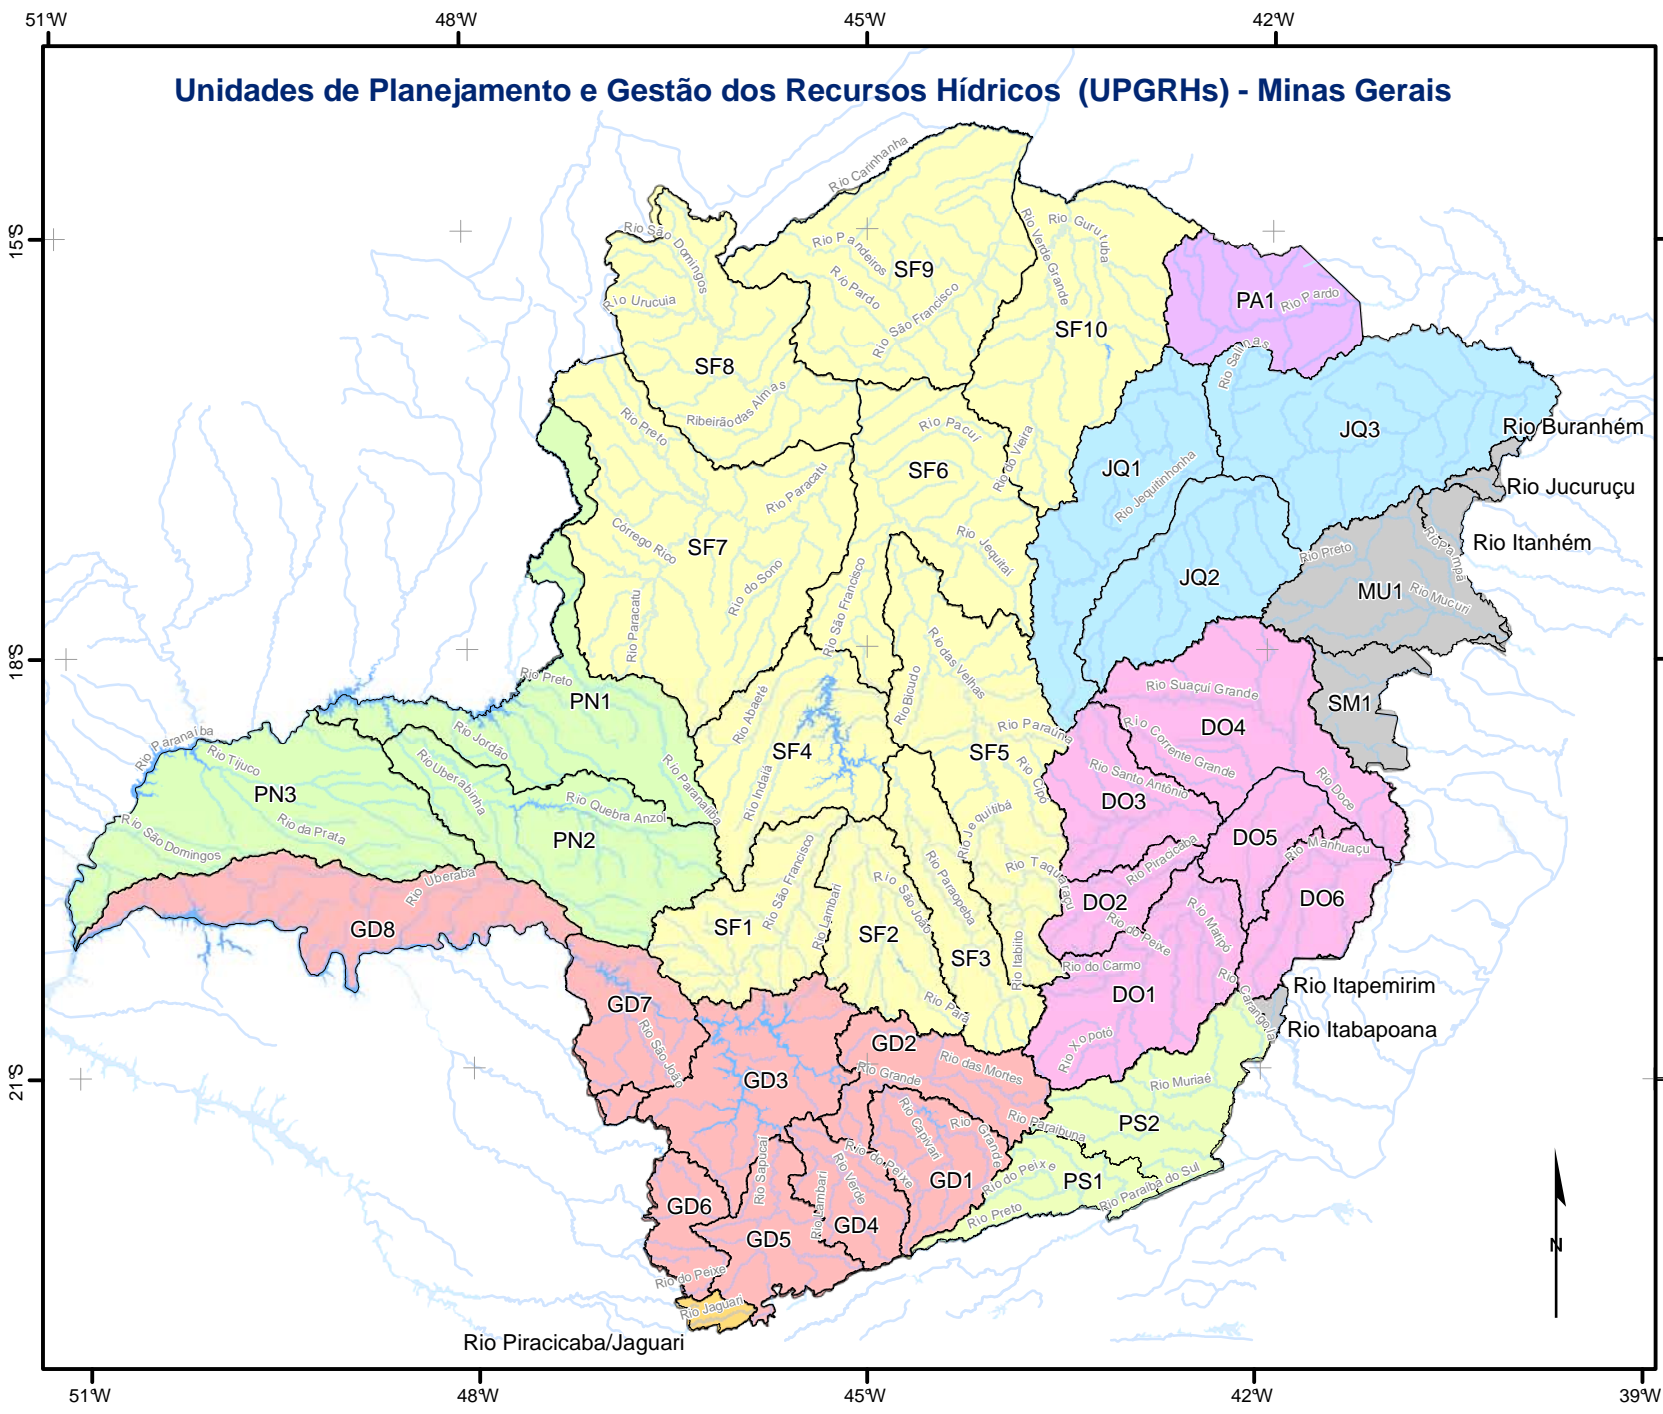 51°W
48°W
45°W
42°W
Unidades de Planejamento e Gestão dos Recursos Hídricos (UPGRHs) - Minas Gerais
Rio Carinhanha
15°S
Rio São Domingos
Rio Pandeiros
Rio Verde Grande
Rio Gurutuba
SF9
Rio Urucuia
Rio Pardo
Rio São Francisco
PA1
Rio Pardo
SF10
SF8
Rio Salinas
Ribeirão das Almas
Rio Preto
Rio Pacuí
Rio do Vieira
JQ3
Rio Buranhém
SF6
JQ1
Rio Paracatu
Rio Jequitinhonha
Rio Jucuruçu
Córrego Rico
SF7
Rio Jequitaí
Rio Preto
Rio Pampã
Rio Itanhém
Rio do Sono
JQ2
MU1
Rio Mucuri
Rio Paracatu
Rio São Francisco
18°S
Rio das Velhas
Rio Preto
PN1
Rio Abaeté
Rio Bicudo
Rio Suaçuí Grande
SM1
Rio Paranaíba
Rio Tijuco
Rio Jordão
Rio Uberabinha
SF4
SF5
Rio Paraúna
DO4
Rio Corrente Grande
PN3
Rio Paranaíba
Rio Indaiá
Rio Cipó
Rio Santo Antônio
DO3
Rio Doce
Rio Quebra Anzol
Rio Jequitibá
Rio São Domingos
Rio da Prata
PN2
DO5
Rio Manhuaçu
Rio Uberaba
Rio Taquaraçu
Rio Piracicaba
Rio São Francisco
Rio Lambari
Rio São João
Rio Paraopeba
DO2
DO6
GD8
SF1
SF2
Rio do Peixe
Rio Matipó
SF3
Rio Itabilito
Rio do Carmo
DO1
Rio Itapemirim
GD7
Rio Pará
Rio Carangola
Rio Itabapoana
Rio São João
GD2
Rio Xopotó
21°S
GD3
Rio Grande
Rio das Mortes
Rio Muriaé
Rio Capivari
Rio Grande
Rio Paraibuna
PS2
Rio Sapucaí
Rio do Peixe
Rio Verde
GD1
Rio do Peixe
PS1
Rio Paraíba do Sul
GD6
Rio Lambari
GD4
Rio Preto
GD5
N
Rio do Peixe
Rio Jaguari
Rio Piracicaba/Jaguari
51°W
48°W
45°W
42°W
39°W